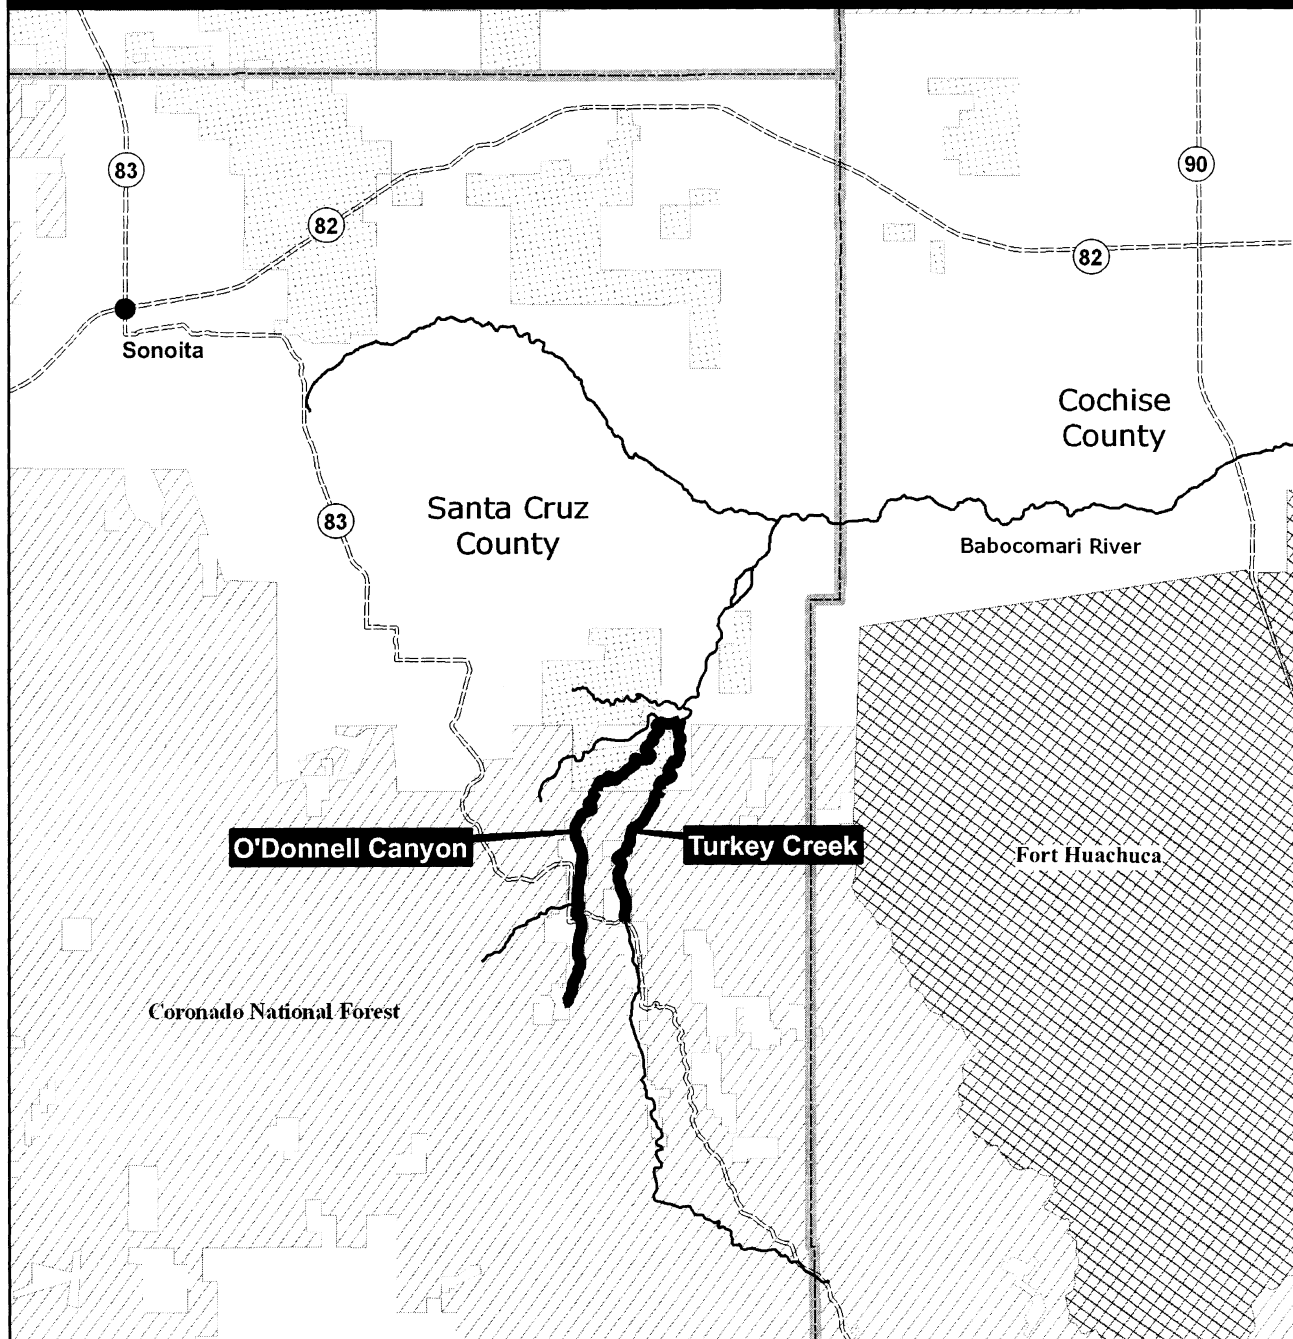 90
83
82
82
Sonoita
Cochise
County
Santa Cruz
County
83
Babocomari River
O'Donnell Canyon
Turkey Creek
Fort Huachuca
Coronado National Forest